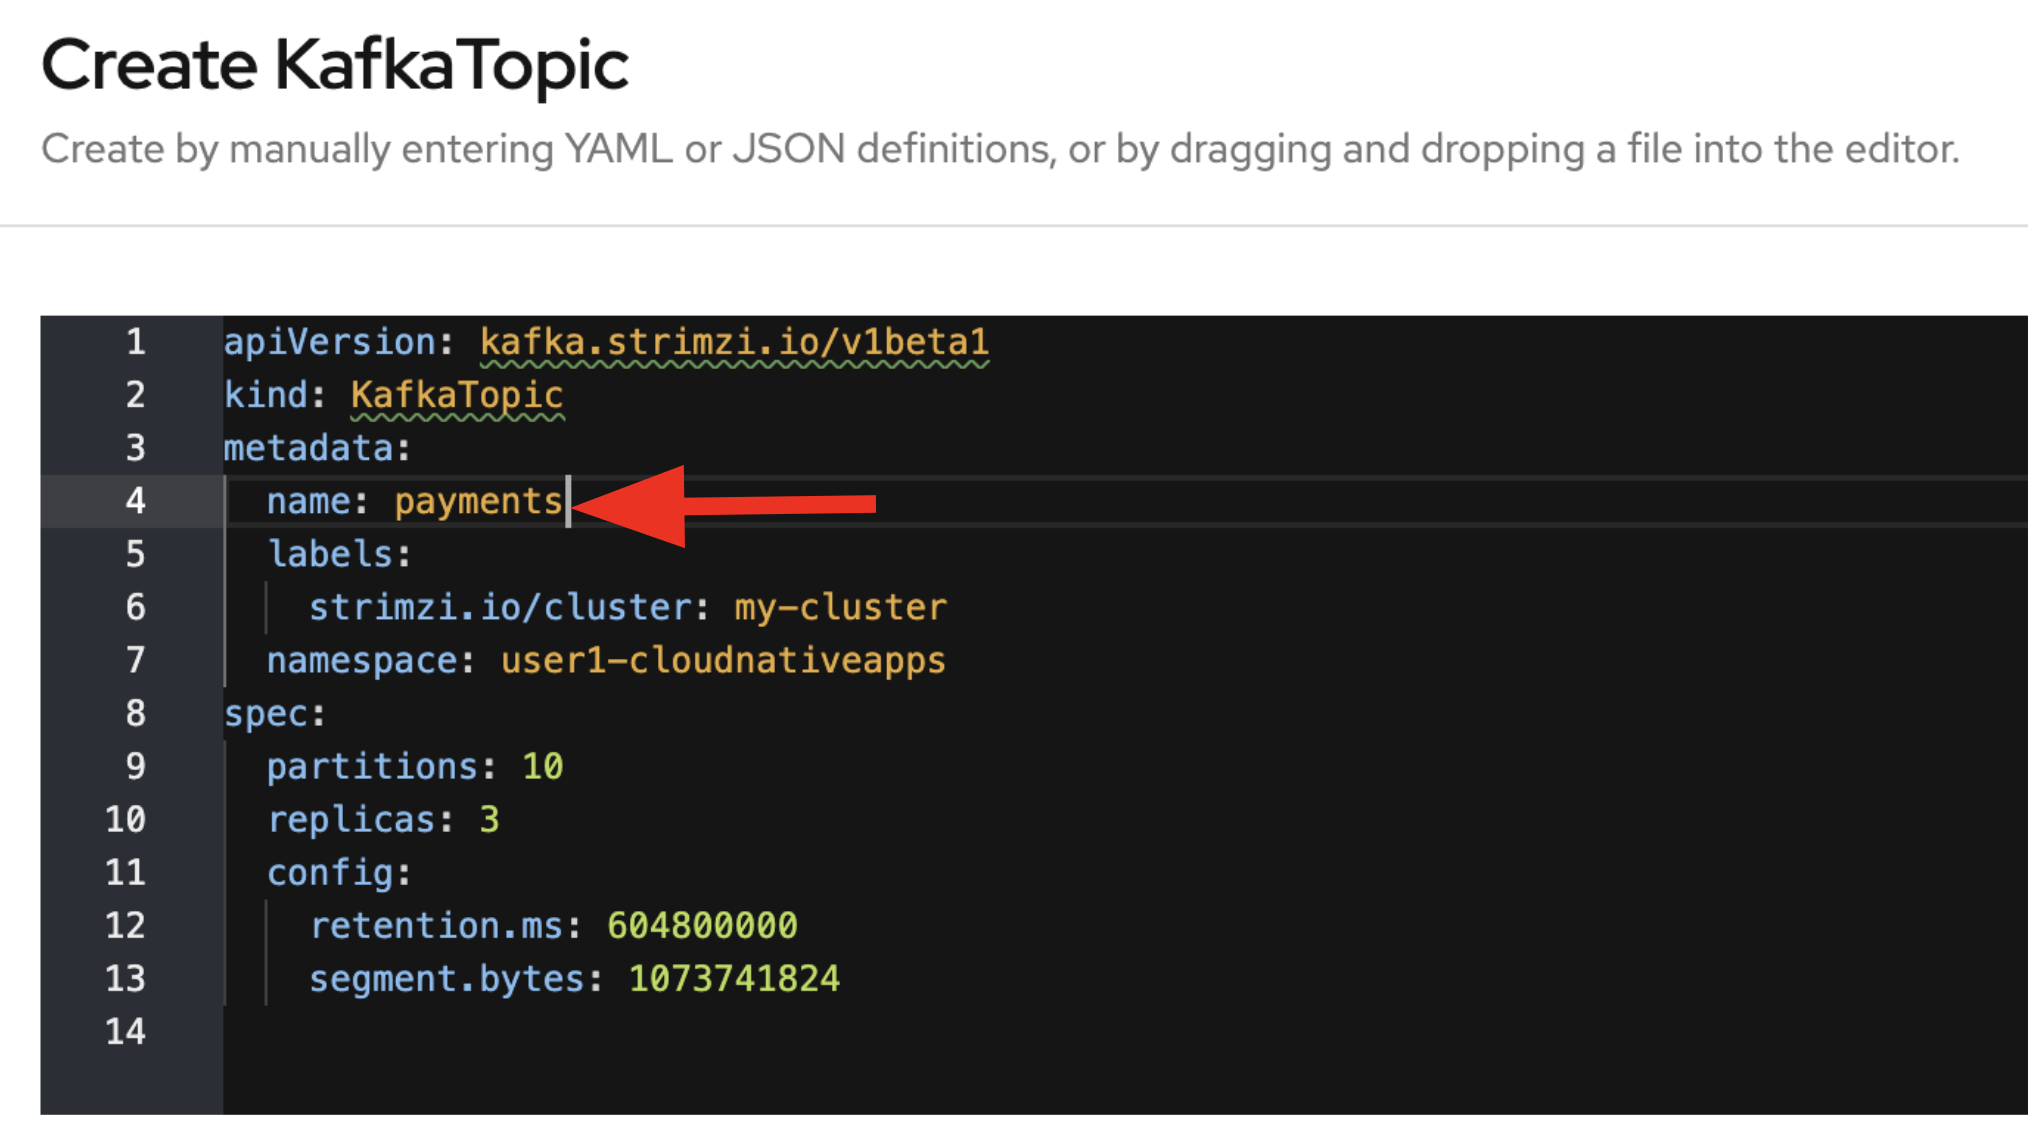 Create KafkaTopic
Create by manually entering YAML or JSON definitions, or by dragging and dropping a file into the editor.
1 apiVersion: kafka.strimzi.io/v1beta1
2 kind: KafkaTopic
3 metadata:
4   name: payments
5   labels:
6     strimzi.io/cluster: my-cluster
7   namespace: user1-cloudnativeapps
8 spec:
9   partitions: 10
10   replicas: 3
11   config:
12     retention.ms: 604800000
13     segment.bytes: 1073741824
14